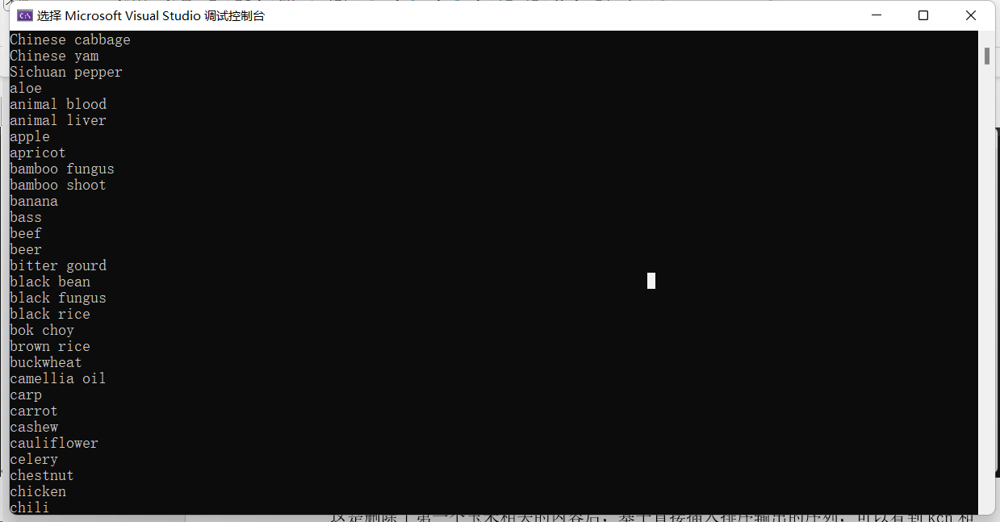 选择 Microsoft Visual Studio 调试控制台
Chinese cabbage
Chinese yam
Sichuan pepper
aloe
animal blood
animal liver
apple
apricot
bamboo fungus
bamboo shoot
banana
bass
beef
beer
bitter gourd
black bean
black fungus
black rice
bok choy
brown rice
buckwheat
camellia oil
carp
carrot
cashew
cauliflower
celery
chestnut
chicken
chili
这是删除了第一个玉米相关的内容后，基于直接插入排序输出的序列，可以看到 kch 和